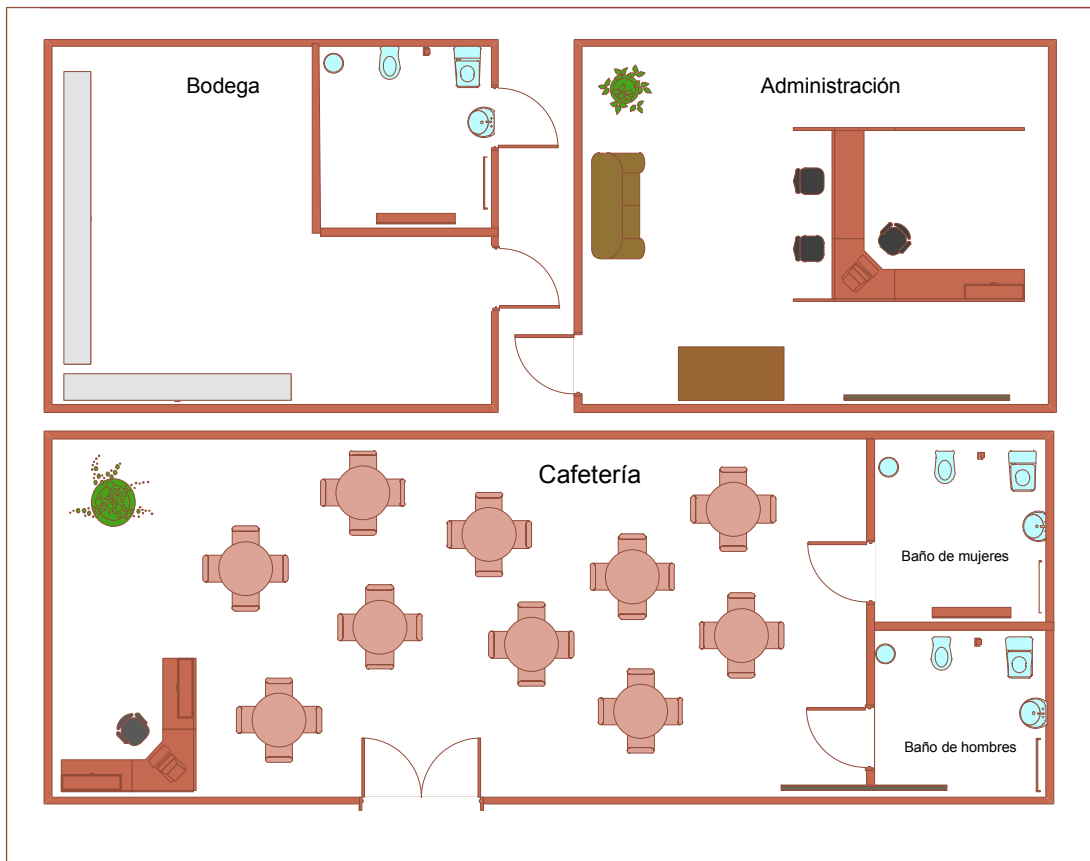 Bodega
Administración
Cafetería
Baño de mujeres
Baño de hombres